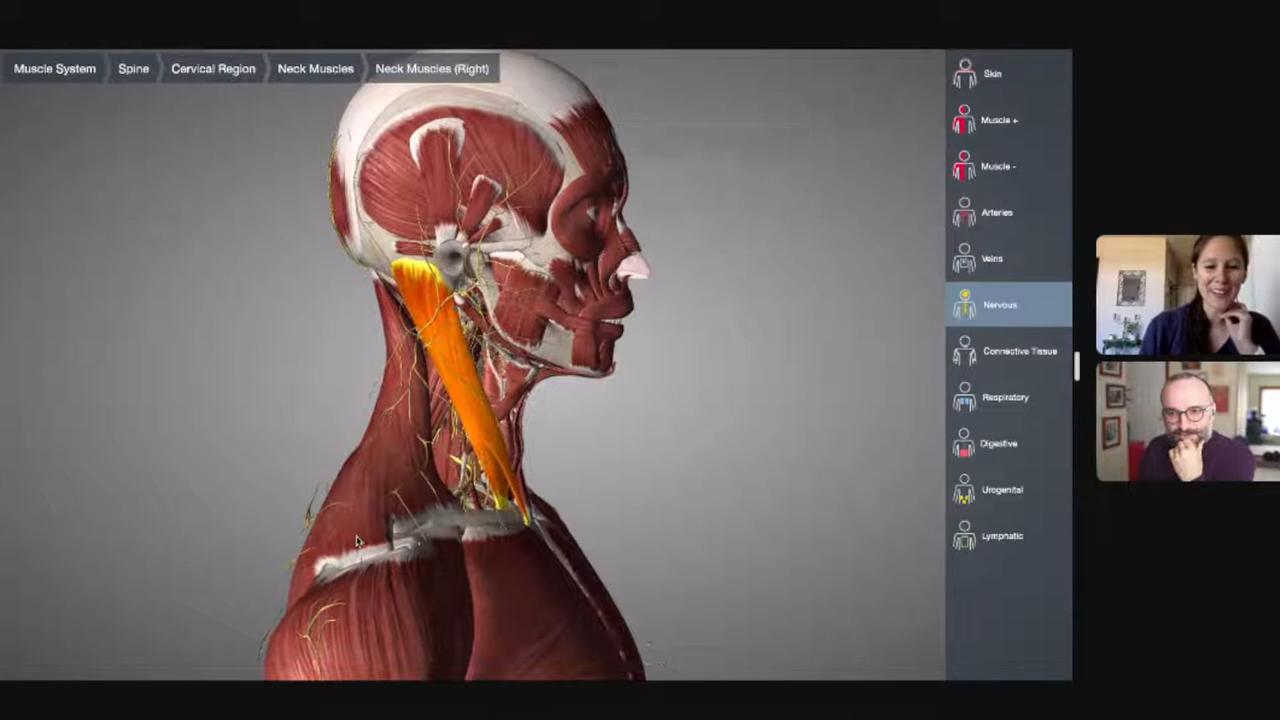 Muscle System Spine Cervical Region Neck Muscles Neck Muscles (Right)
Skin
Muscle +
Muscle -
Arteries
Veins
Nervous
Connective Tissue
Respiratory
Digestive
Urogenital
Lymphatic